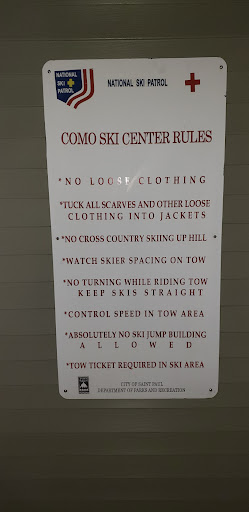 NATIONAL
SKI
PATROL
NATIONAL SKI PATROL
COMO SKI CENTER RULES
*NO LOOSE CLOTHING
*TUCK ALL SCARVES AND OTHER LOOSE
CLOTHING INTO JACKETS
*NO CROSS COUNTRY SKIING UP HILL
*WATCH SKIER SPACING ON TOW
*NO TURNING WHILE RIDING TOW
KEEP SKIS STRAIGHT
*CONTROL SPEED IN TOW AREA
*ABSOLUTELY NO SKI JUMP BUILDING
ALLOWED
*TOW TICKET REQUIRED IN SKI AREA
CITY OF SAINT PAUL
DEPARTMENT OF PARKS AND RECREATION